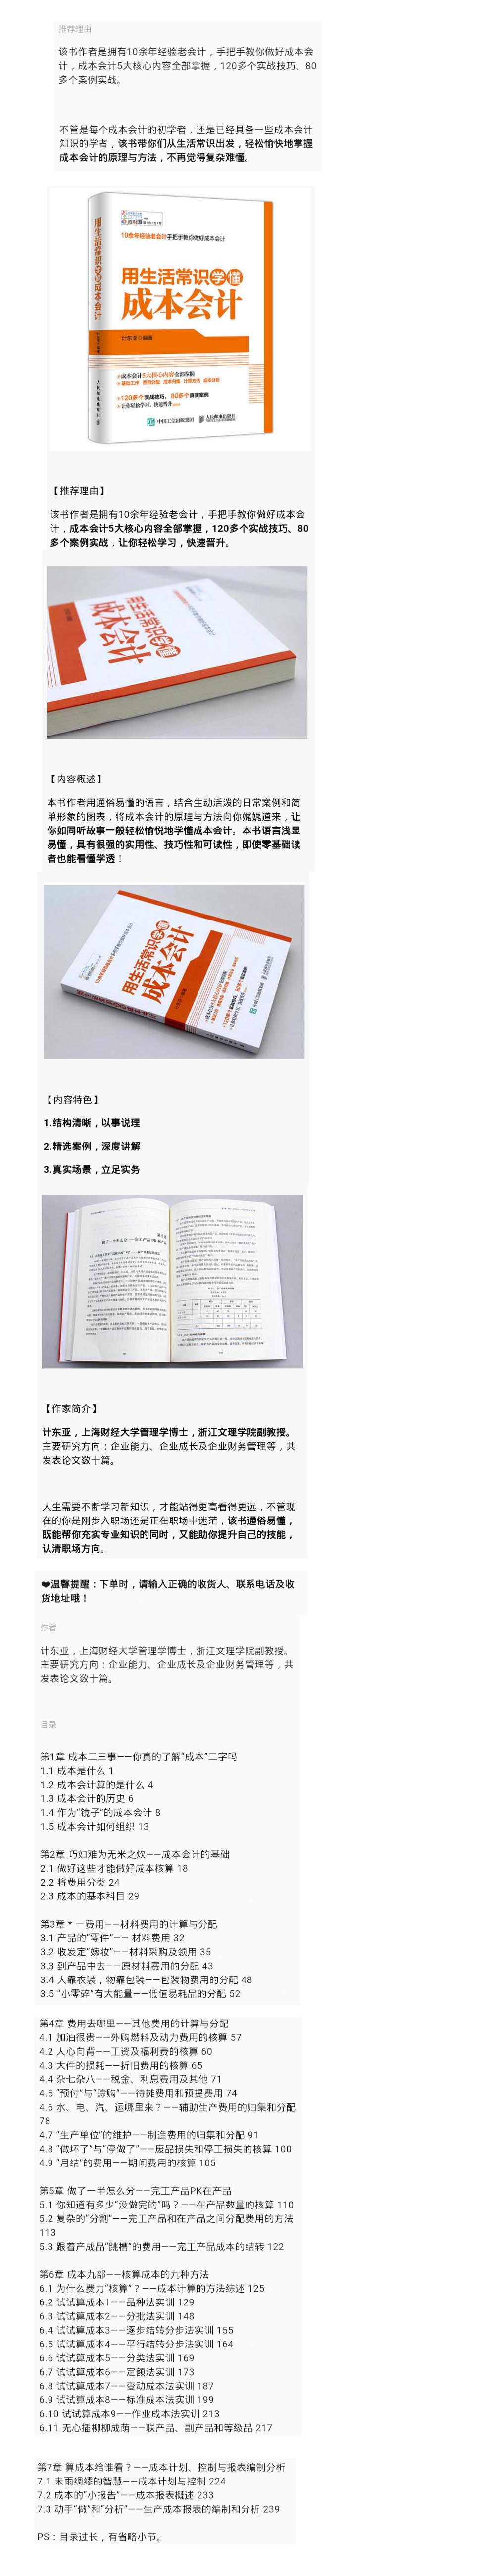 推荐理由
该书作者是拥有10余年经验老会计，手把手教你做好成本会
计，成本会计5大核心内容全部掌握，120多个实战技巧、80
多个案例实战。
不管是每个成本会计的初学者，还是已经具备一些成本会计
知识的学者，该书带你们从生活常识出发，轻松愉快地掌握
成本会计的原理与方法，不再觉得复杂难懂。
10余年经验老会计手把手教你做好成本会计
用生活常识学懂
成本会计
计东亚 编著
成本会计5大核心内容全部掌握
基础工作 费用分配 成本归集 计算方法 成本分析
120多个实战技巧，80多个真实案例
让你轻松学习，快速晋升
中国工信出版集团 人民邮电出版社
用生活常识学懂成本会计
人民邮电出版社
【推荐理由】
该书作者是拥有10余年经验老会计，手把手教你做好成本会
计，成本会计5大核心内容全部掌握，120多个实战技巧、80
多个案例实战，让你轻松学习，快速晋升。
用生活常识学懂
成本会计
【内容概述】
本书作者用通俗易懂的语言，结合生动活泼的日常案例和简
单形象的图表，将成本会计的原理与方法向你娓娓道来，让
你如同听故事一般轻松愉悦地学懂成本会计。本书语言浅显
易懂，具有很强的实用性、技巧性和可读性，即使零基础读
者也能看懂学透！
用生活常识学懂
成本会计
【内容特色】
1.结构清晰，以事说理
2.精选案例，深度讲解
3.真实场景，立足实务
【作家简介】
计东亚，上海财经大学管理学博士，浙江文理学院副教授。
主要研究方向：企业能力、企业成长及企业财务管理等，共
发表论文数十篇。
人生需要不断学习新知识，才能站得更高看得更远，不管现
在的你是刚步入职场还是正在职场中迷茫，该书通俗易懂，
既能帮你充实专业知识的同时，又能助你提升自己的技能，
认清职场方向。
❤温馨提醒：下单时，请输入正确的收货人、联系电话及收
货地址哦！
作者
计东亚，上海财经大学管理学博士，浙江文理学院副教授。
主要研究方向：企业能力、企业成长及企业财务管理等，共
发表论文数十篇。
目录
第1章 成本二三事——你真的了解“成本”二字吗
1.1 成本是什么 1
1.2 成本会计算的是什么 4
1.3 成本会计的历史 6
1.4 作为“镜子”的成本会计 8
1.5 成本会计如何组织 13
第2章 巧妇难为无米之炊——成本会计的基础
2.1 做好这些才能做好成本核算 18
2.2 将费用分类 24
2.3 成本的基本科目 29
第3章 * 一费用——材料费用的计算与分配
3.1 产品的“零件”—— 材料费用 32
3.2 收发定“嫁妆”——材料采购及领用 35
3.3 到产品中去——原材料费用的分配 43
3.4 人靠衣装，物靠包装——包装物费用的分配 48
3.5 “小零碎”有大能量——低值易耗品的分配 52
第4章 费用去哪里——其他费用的计算与分配
4.1 加油很贵——外购燃料及动力费用的核算 57
4.2 人心向背——工资及福利费的核算 60
4.3 大件的损耗——折旧费用的核算 65
4.4 杂七杂八——税金、利息费用及其他 71
4.5 “预付”与“赊购”——待摊费用和预提费用 74
4.6 水、电、汽、运哪里来？——辅助生产费用的归集和分配
78
4.7 “生产单位”的维护——制造费用的归集和分配 91
4.8 “做坏了”与“停做了”——废品损失和停工损失的核算 100
4.9 “月结”的费用——期间费用的核算 105
第5章 做了一半怎么分——完工产品PK在产品
5.1 你知道有多少“没做完的”吗？——在产品数量的核算 110
5.2 复杂的“分割”——完工产品和在产品之间分配费用的方法
113
5.3 跟着产成品“跳槽”的费用——完工产品成本的结转 122
第6章 成本九部——核算成本的九种方法
6.1 为什么费力“核算”？——成本计算的方法综述 125
6.2 试试算成本1——品种法实训 129
6.3 试试算成本2——分批法实训 148
6.4 试试算成本3——逐步结转分步法实训 155
6.5 试试算成本4——平行结转分步法实训 164
6.6 试试算成本5——分类法实训 169
6.7 试试算成本6——定额法实训 173
6.8 试试算成本7——变动成本法实训 187
6.9 试试算成本8——标准成本法实训 199
6.10 试试算成本9——作业成本法实训 213
6.11 无心插柳柳成荫——联产品、副产品和等级品 217
第7章 算成本给谁看？——成本计划、控制与报表编制分析
7.1 未雨绸缪的智慧——成本计划与控制 224
7.2 成本的“小报告”——成本报表概述 233
7.3 动手“做”和“分析”——生产成本报表的编制和分析 239
PS：目录过长，有省略小节。